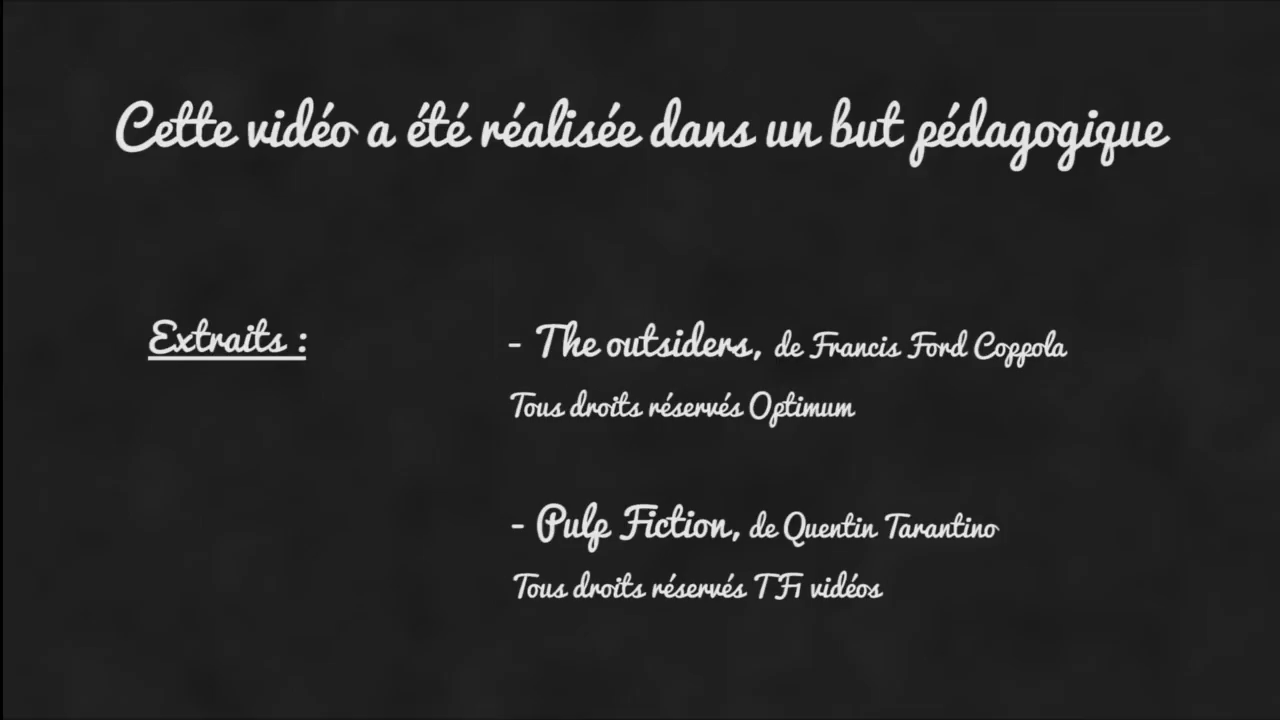 Cette vidéo a été réalisée dans un but pédagogique
Extraits :
- The outsiders, de Francis Ford Coppola
Tous droits réservés Optimum
- Pulp Fiction, de Quentin Tarantino
Tous droits réservés TF1 vidéos